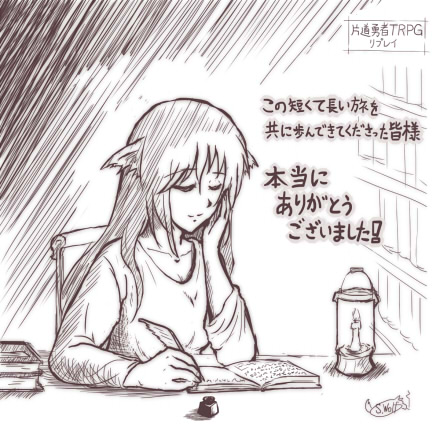 片道勇者TRPG
リプレイ
この短くて長い旅を
共に歩んできてくださった皆様
本当に
ありがとう
ございました!
S.Wolf